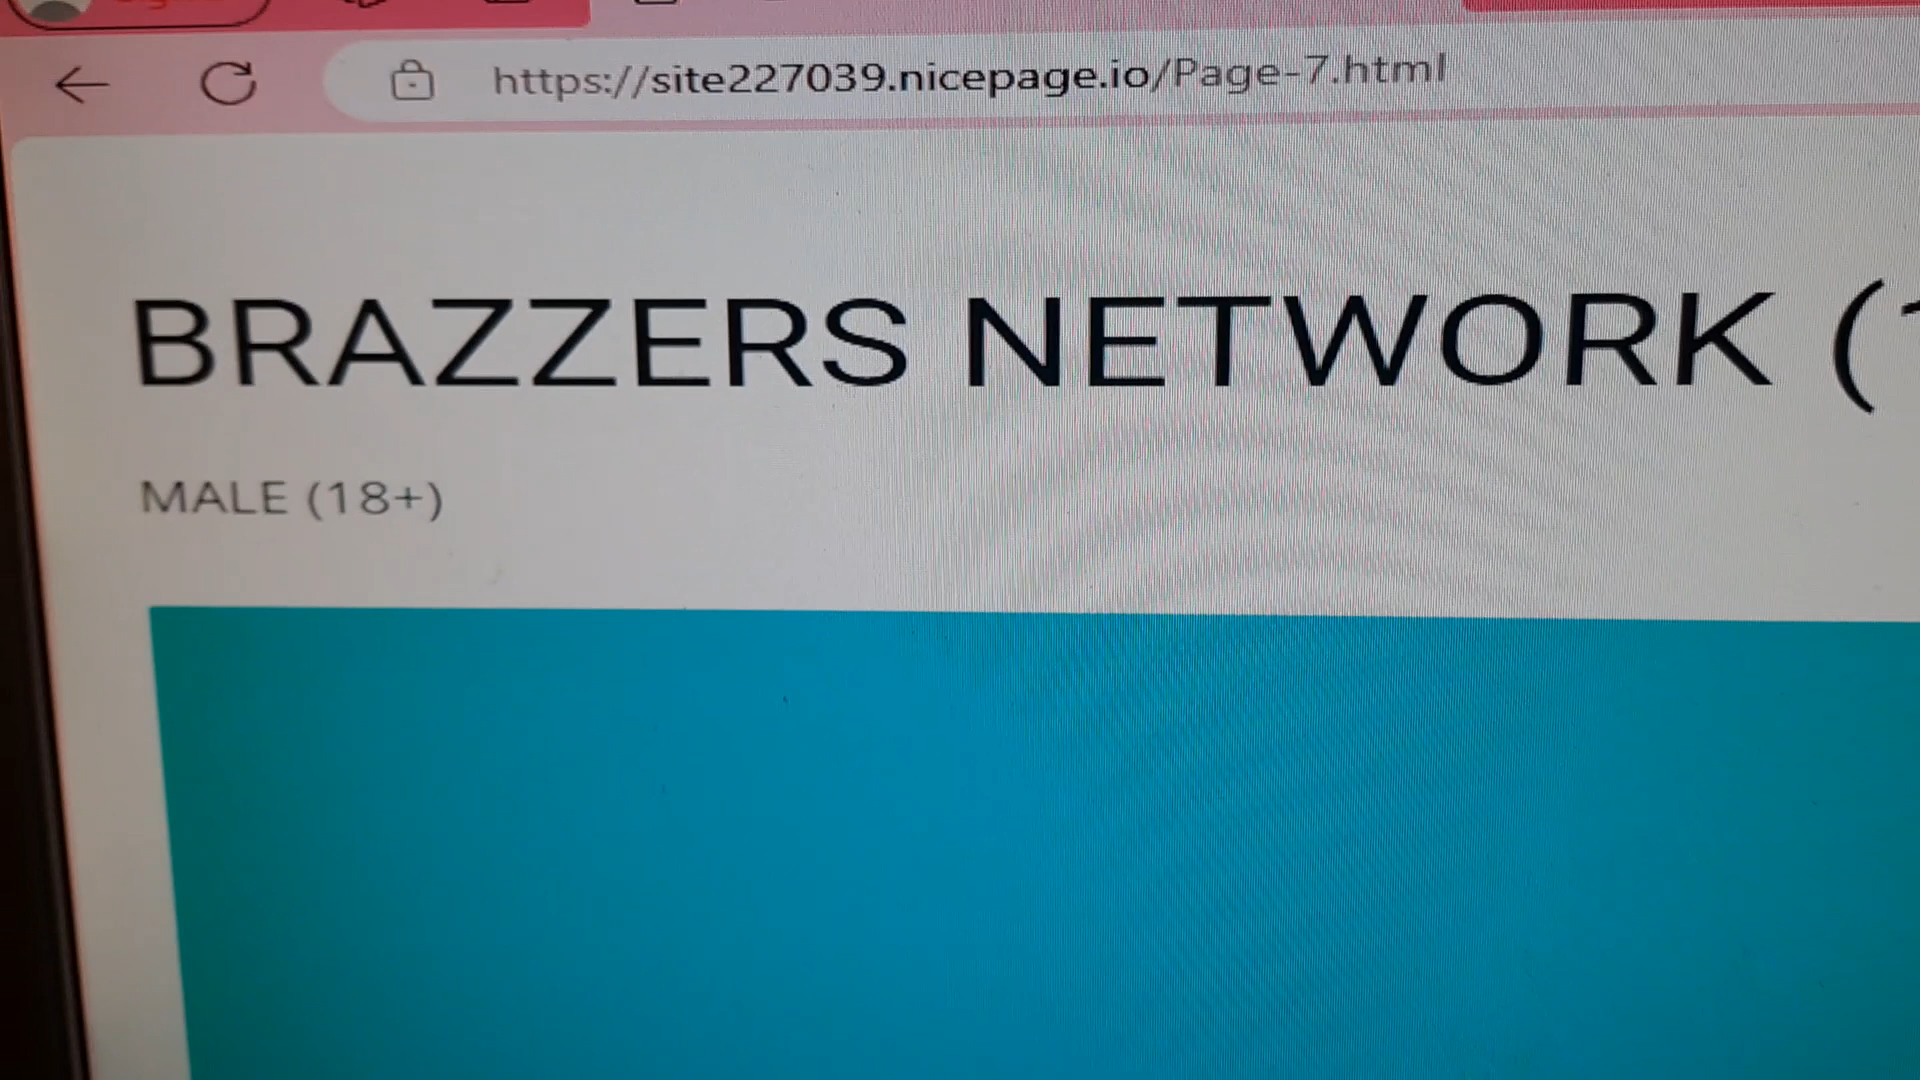 https://site227039.nicepage.io/Page-7.html
BRAZZERS NETWORK (
MALE (18+)